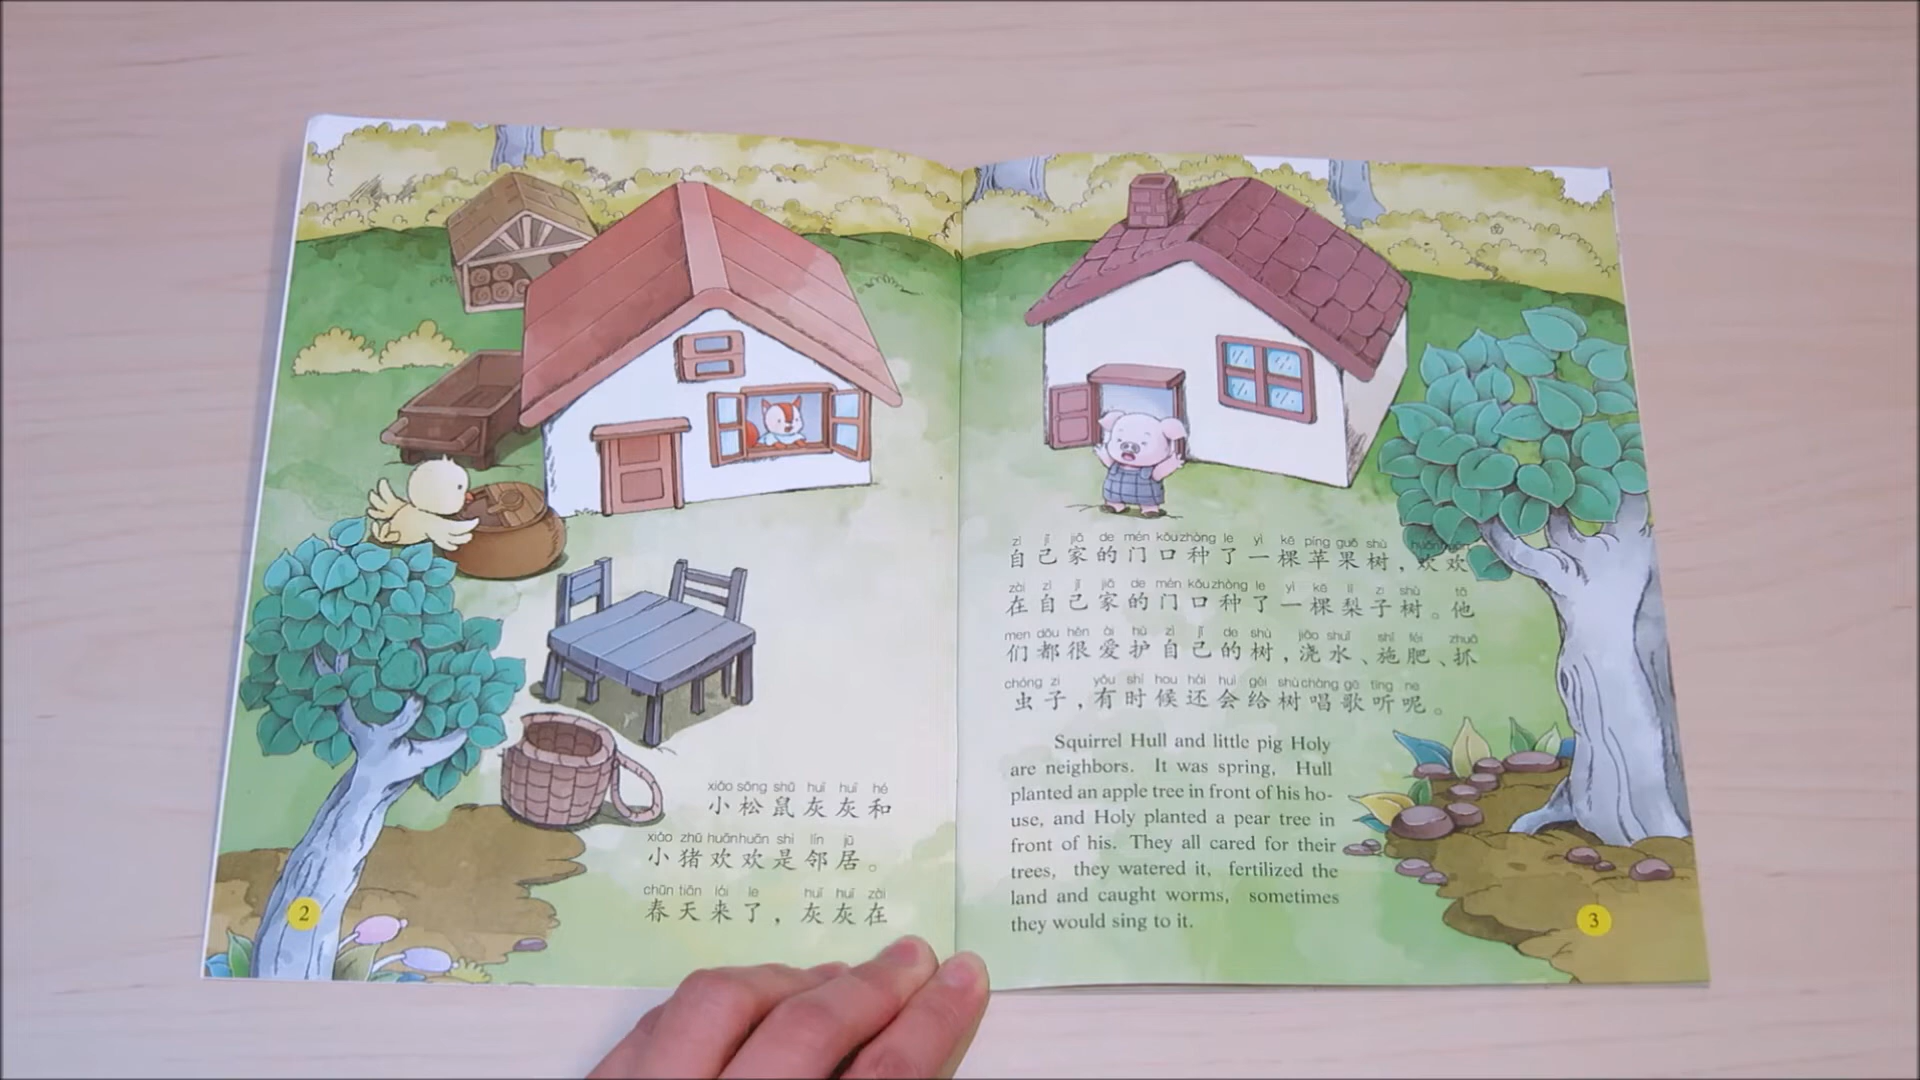 xiǎo sōng shǔ huī huī hé
小松鼠灰灰和
xiǎo zhū huān huān shì lín jū
小猪欢欢是邻居。
chūn tiān lái le huī huī zài
春天来了，灰灰在
2
zì jǐ jiā de mén kǒu zhòng le yì kē píng guǒ shù huān huān
自己家的门口种了一棵苹果树，欢欢
zài zì jǐ jiā de mén kǒu zhòng le yì kē lí zi shù tā
在自己家的门口种了一棵梨子树。他
men dōu hěn ài hù zì jǐ de shù jiāo shuǐ shī féi zhuō
们都很爱护自己的树，浇水、施肥、抓
chóng zi yǒu shí hou hái huì gěi shù chàng gē tīng ne
虫子，有时候还会给树唱歌听呢。
Squirrel Hull and little pig Holy
are neighbors. It was spring, Hull
planted an apple tree in front of his ho-
use, and Holy planted a pear tree in
front of his. They all cared for their
trees, they watered it, fertilized the
land and caught worms, sometimes
they would sing to it.
3